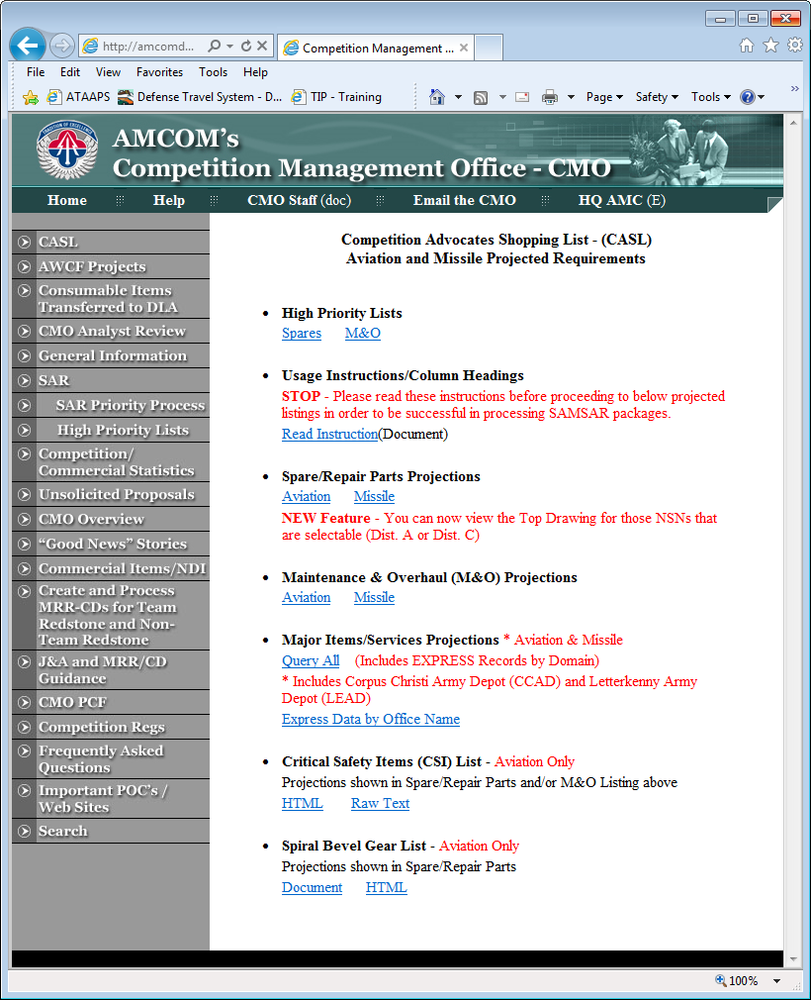 http://amcomd...
Competition Management ...
File Edit View Favorites Tools Help
ATAAPS Defense Travel System - D... TIP - Training Page Safety Tools
TRADITION OF EXCELLENCE
AMCOM’s
Competition Management Office - CMO
Home Help CMO Staff (doc) Email the CMO HQ AMC (E)
CASL
AWCF Projects
Consumable Items
Transferred to DLA
CMO Analyst Review
General Information
SAR
SAR Priority Process
High Priority Lists
Competition/
Commercial Statistics
Unsolicited Proposals
CMO Overview
“Good News” Stories
Commercial Items/NDI
Create and Process
MRR-CDs for Team
Redstone and Non-
Team Redstone
J&A and MRR/CD
Guidance
CMO PCF
Competition Regs
Frequently Asked
Questions
Important POC’s /
Web Sites
Search
Competition Advocates Shopping List - (CASL)
Aviation and Missile Projected Requirements
• High Priority Lists
Spares M&O
• Usage Instructions/Column Headings
STOP - Please read these instructions before proceeding to below projected
listings in order to be successful in processing SAMSAR packages.
Read Instruction(Document)
• Spare/Repair Parts Projections
Aviation Missile
NEW Feature - You can now view the Top Drawing for those NSNs that
are selectable (Dist. A or Dist. C)
• Maintenance & Overhaul (M&O) Projections
Aviation Missile
• Major Items/Services Projections * Aviation & Missile
Query All (Includes EXPRESS Records by Domain)
* Includes Corpus Christi Army Depot (CCAD) and Letterkenny Army
Depot (LEAD)
Express Data by Office Name
• Critical Safety Items (CSI) List - Aviation Only
Projections shown in Spare/Repair Parts and/or M&O Listing above
HTML Raw Text
• Spiral Bevel Gear List - Aviation Only
Projections shown in Spare/Repair Parts
Document HTML
100%